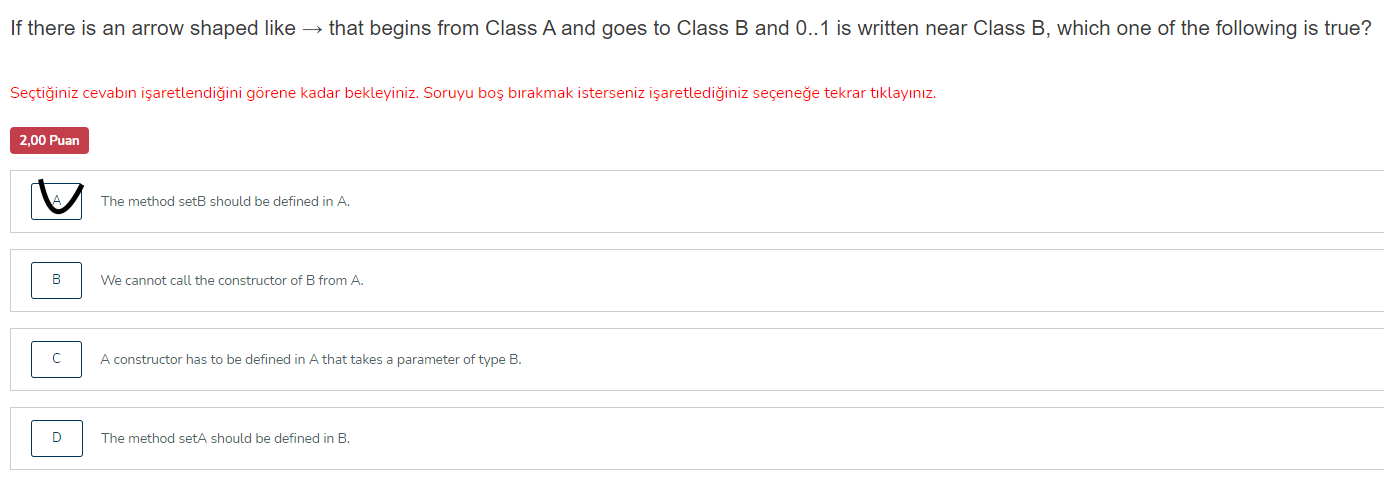 If there is an arrow shaped like → that begins from Class A and goes to Class B and 0..1 is written near Class B, which one of the following is true?
Seçtiğiniz cevabın işaretlendiğini görene kadar bekleyiniz. Soruyu boş bırakmak isterseniz işaretlediğiniz seçeneğe tekrar tıklayınız.
2,00 Puan
A The method setB should be defined in A.
B We cannot call the constructor of B from A.
C A constructor has to be defined in A that takes a parameter of type B.
D The method setA should be defined in B.